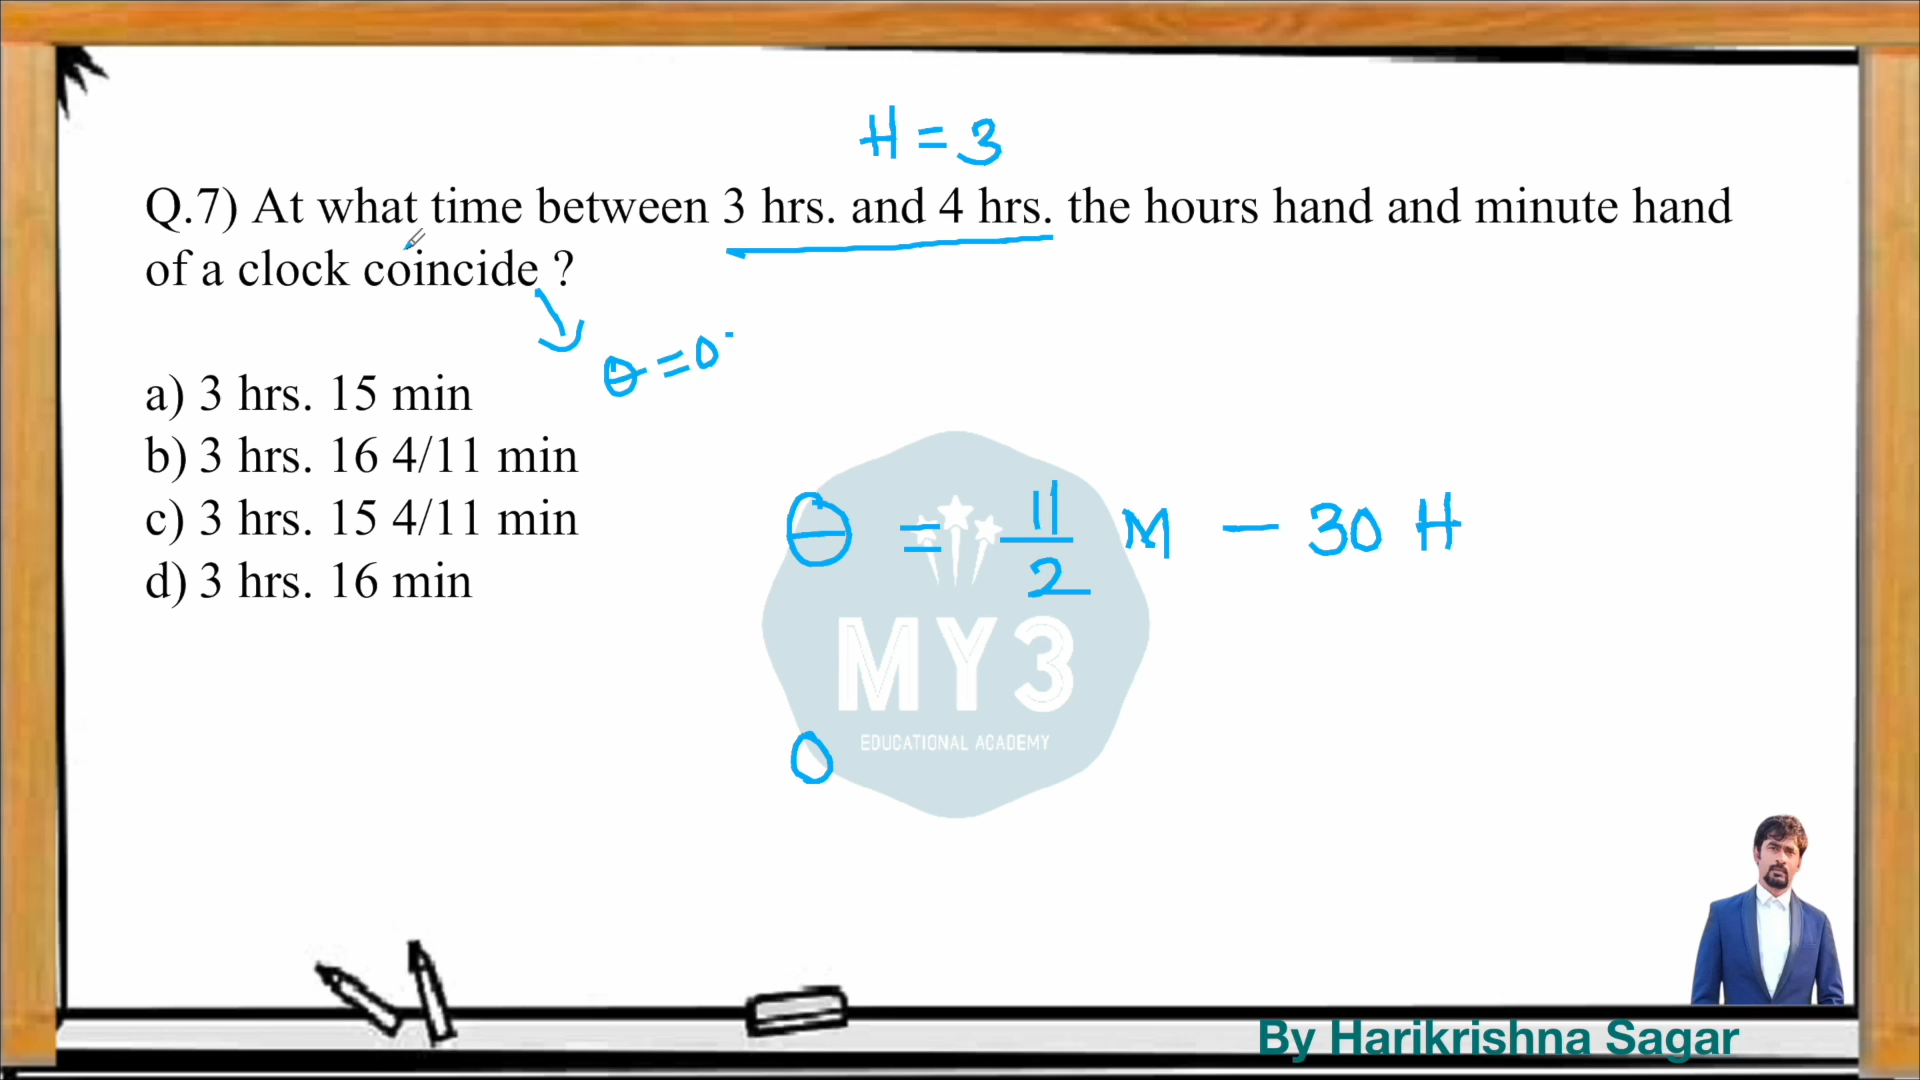 H = 3
Q.7) At what time between 3 hrs. and 4 hrs. the hours hand and minute hand
of a clock coincide ?
θ = 0°
a) 3 hrs. 15 min
b) 3 hrs. 16 4/11 min
c) 3 hrs. 15 4/11 min
d) 3 hrs. 16 min
θ = 11/2 M - 30 H
MY3
EDUCATIONAL ACADEMY
0
By Harikrishna Sagar